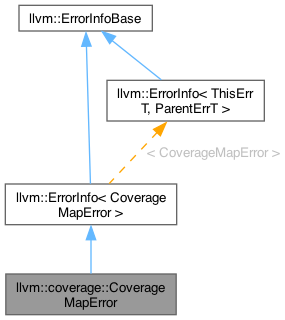 llvm::ErrorInfoBase
llvm::ErrorInfo< ThisErr
T, ParentErrT >
< CoverageMapError >
llvm::ErrorInfo< Coverage
MapError >
llvm::coverage::Coverage
MapError